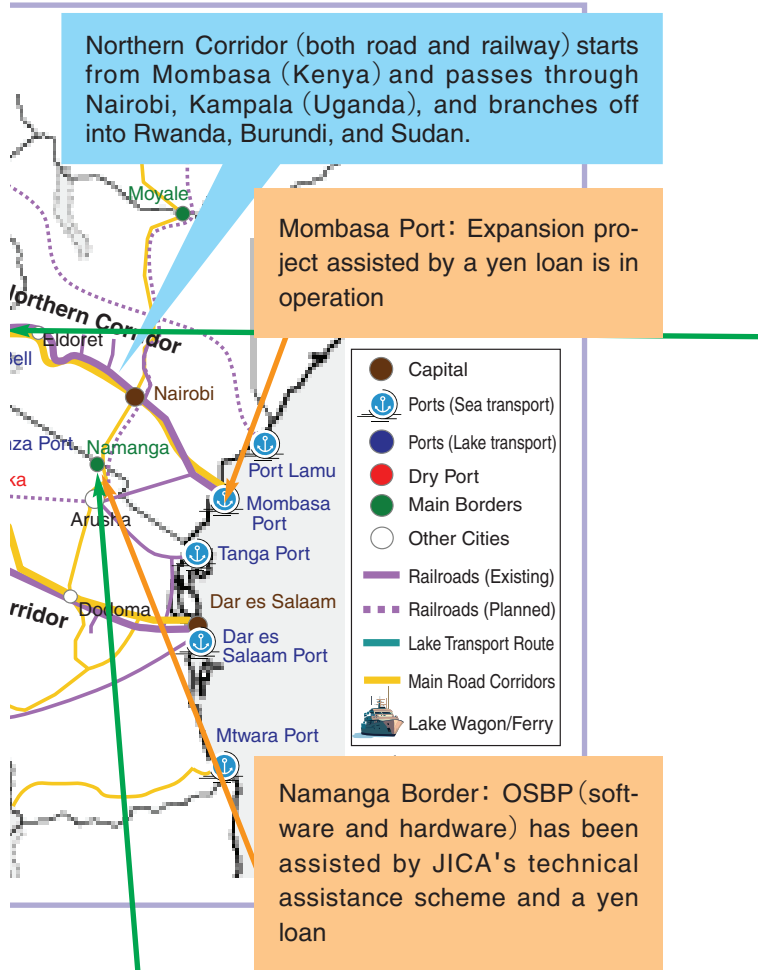 Northern Corridor (both road and railway) starts
from Mombasa (Kenya) and passes through
Nairobi, Kampala (Uganda), and branches off
into Rwanda, Burundi, and Sudan.
Moyale
Mombasa Port: Expansion pro-
ject assisted by a yen loan is in
operation
Northern Corridor
Eldoret
Bell
Nairobi
nza Port
Namanga
ka
Arusha
Port Lamu
Mombasa
Port
Tanga Port
Dar es Salaam
Dodoma
rridor
Dar es
Salaam Port
Mtwara Port
Capital
Ports (Sea transport)
Ports (Lake transport)
Dry Port
Main Borders
Other Cities
Railroads (Existing)
Railroads (Planned)
Lake Transport Route
Main Road Corridors
Lake Wagon/Ferry
Namanga Border: OSBP (soft-
ware and hardware) has been
assisted by JICA's technical
assistance scheme and a yen
loan